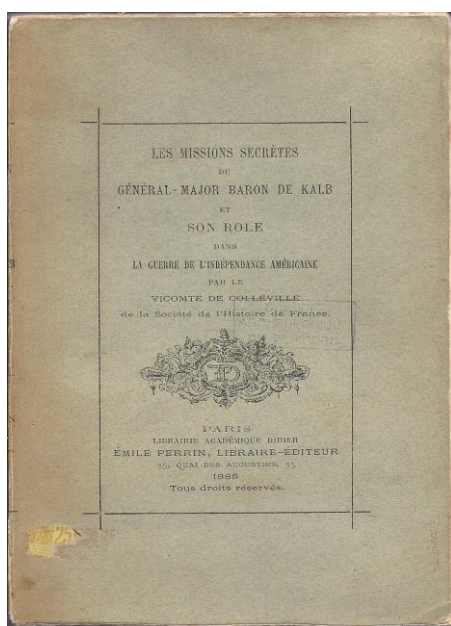 LES MISSIONS SECRÈTES
DU
GÉNÉRAL-MAJOR BARON DE KALB
ET
SON ROLE
DANS
LA GUERRE DE L'INDÉPENDANCE AMÉRICAINE
PAR LE
VICOMTE DE COLLEVILLE
de la Société de l'Histoire de France.
PARIS
LIBRAIRIE ACADÉMIQUE DIDIER
ÉMILE PERRIN, LIBRAIRE-ÉDITEUR
35, QUAI DES AUGUSTINS, 35
1885
Tous droits réservés.